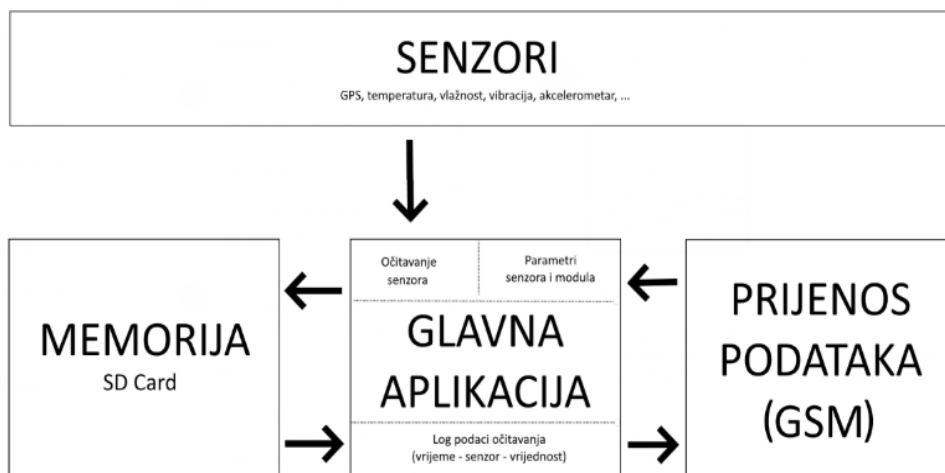 SENZORI
GPS, temperatura, vlažnost, vibracija, akcelerometar, ...
Očitavanje
senzora
Parametri
senzora i modula
MEMORIJA
SD Card
GLAVNA
APLIKACIJA
Log podaci očitavanja
(vrijeme - senzor - vrijednost)
PRIJENOS
PODATAKA
(GSM)